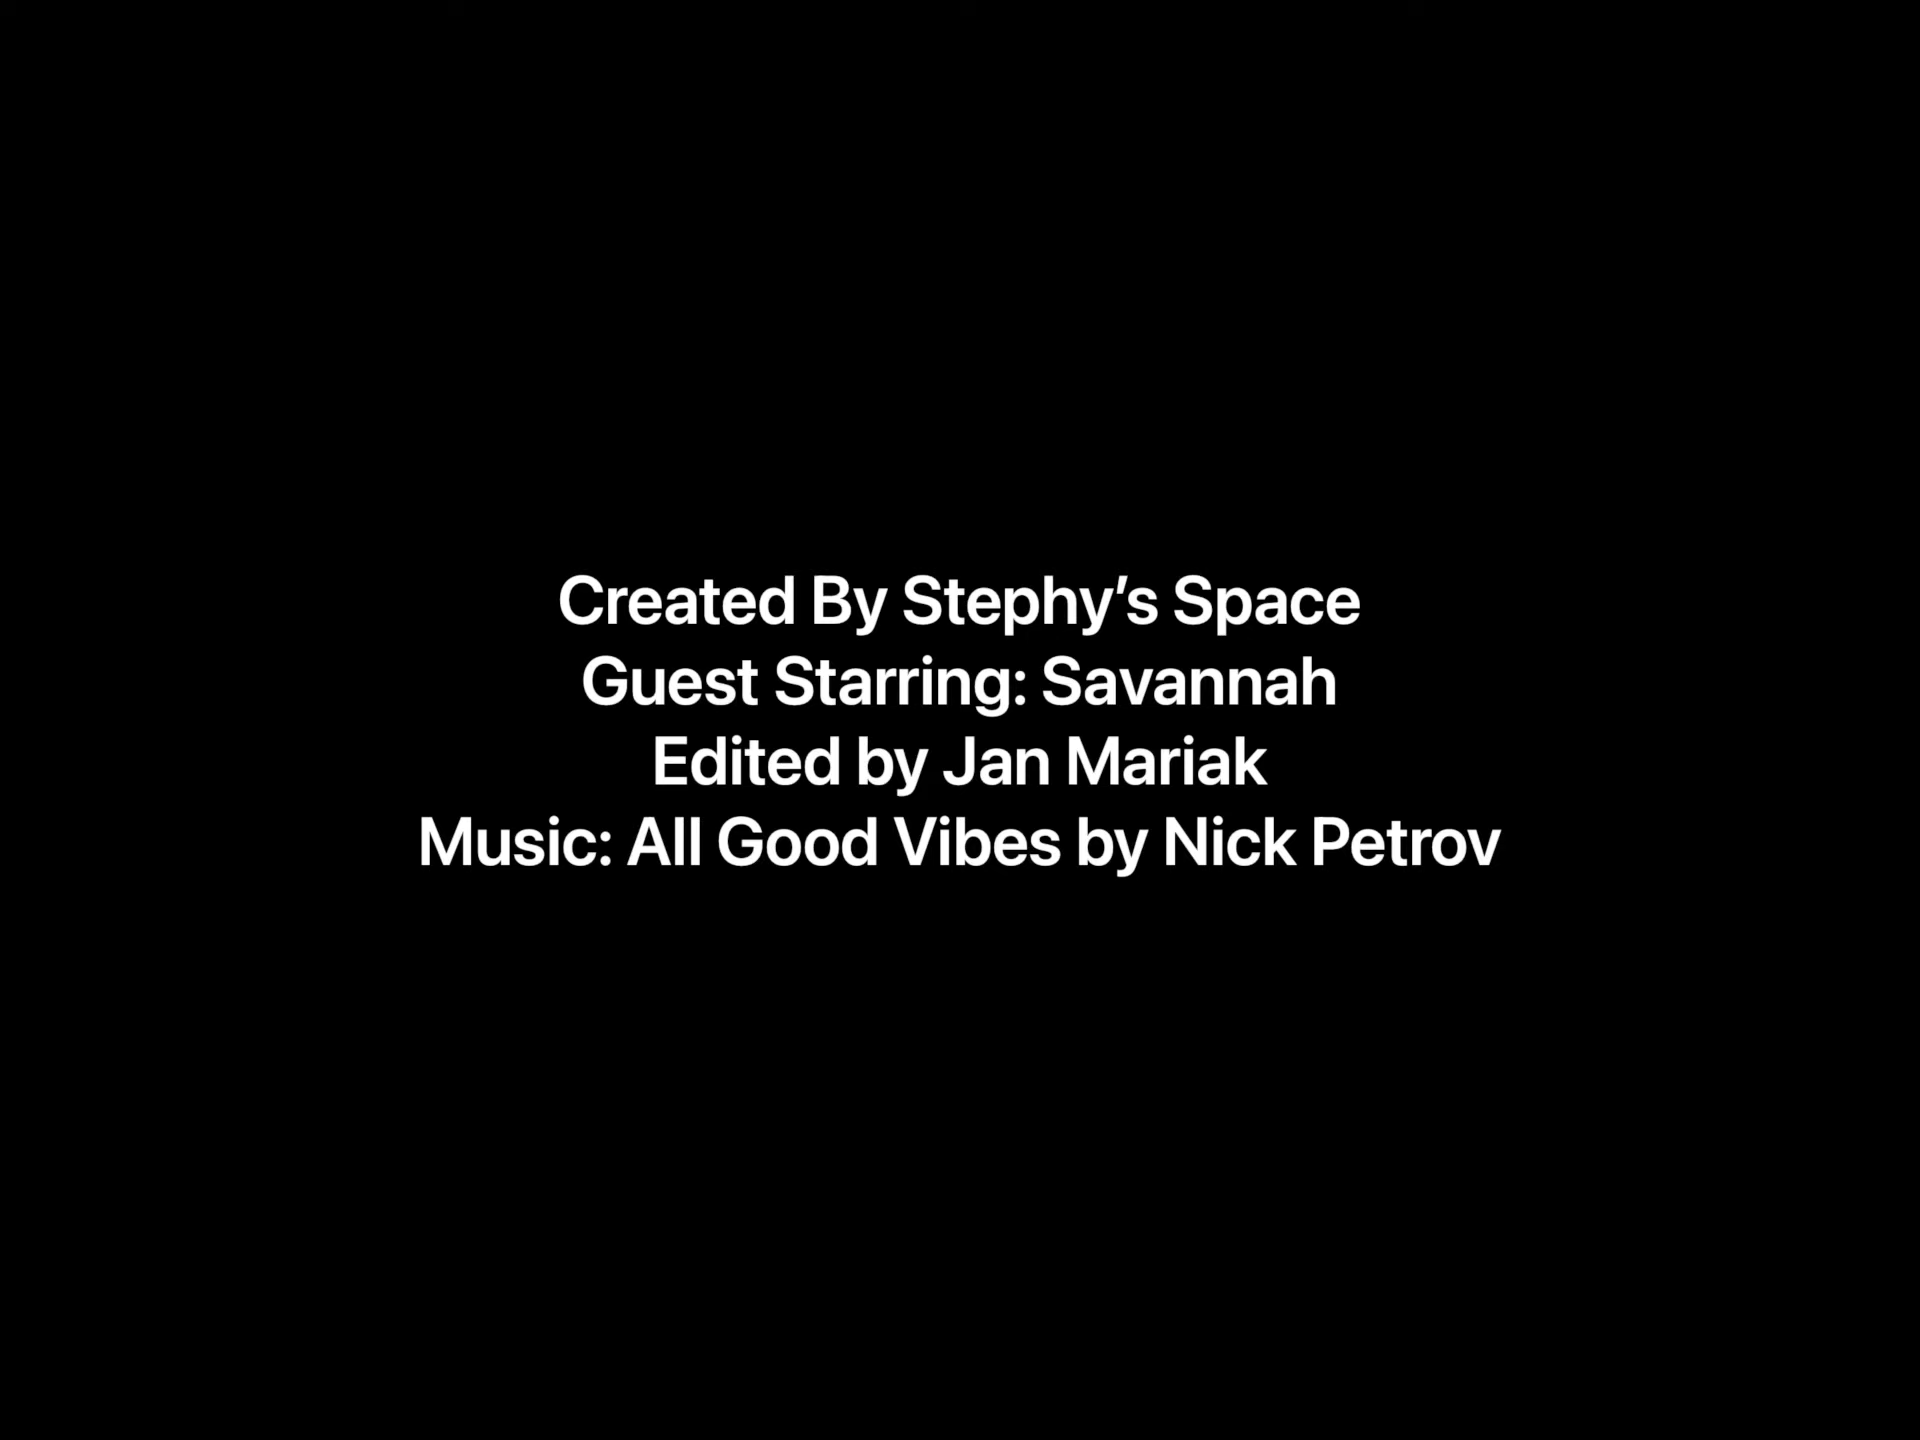 Created By Stephy’s Space
Guest Starring: Savannah
Edited by Jan Mariak
Music: All Good Vibes by Nick Petrov